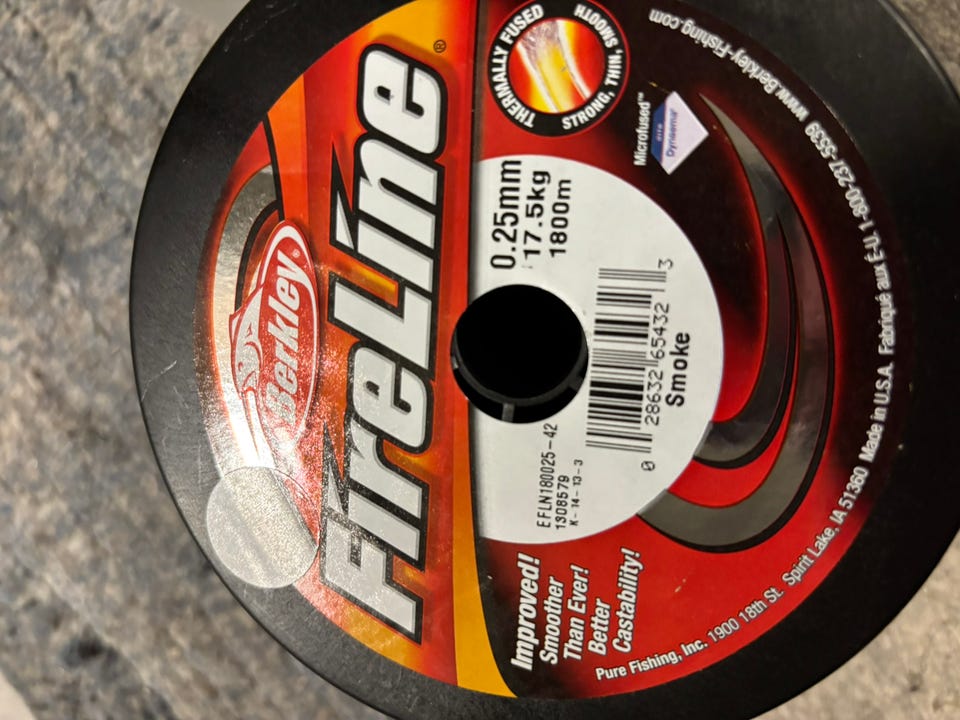 Berkley®
FireLine®
THERMALLY FUSED
STRONG, THIN, SMOOTH
Microfused™
WITH
Dyneema®
0.25mm
17.5kg
1800m
0 28632 65432 3
Smoke
EFLN180025-42
1308579
K-14-13-3
Improved!
Smoother
Than Ever!
Better
Castability!
Pure Fishing, Inc. 1900 18th St. Spirit Lake, IA 51360 Made in U.S.A. Fabriqué aux É-U. 1-800-237-5539 www.Berkley-Fishing.com